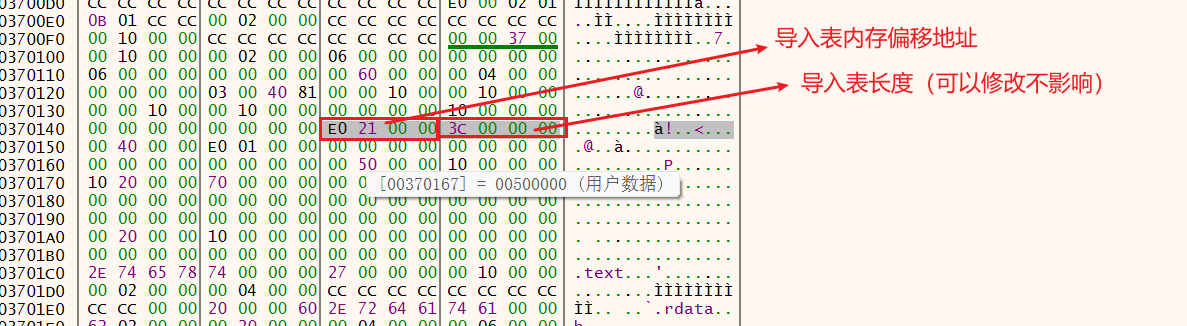 03700D0 CC CC CC CC CC CC CC CC CC CC CC CC E0 00 02 01 ÌÌÌÌÌÌÌÌÌÌÌÌà...
03700E0 0B 01 CC CC 00 02 00 00 CC CC CC CC CC CC CC CC ..ÌÌ....ÌÌÌÌÌÌÌÌ
03700F0 00 10 00 00 CC CC CC CC CC CC CC CC 00 00 37 00 ....ÌÌÌÌÌÌÌÌ..7.
导入表内存偏移地址
0370100 00 10 00 00 00 02 00 00 06 00 00 00 00 00 00 00 ................
0370110 06 00 00 00 00 00 00 00 00 60 00 00 00 04 00 00 .........`......
导入表长度（可以修改不影响）
0370120 00 00 00 00 03 00 40 81 00 00 10 00 00 10 00 00 ......@.........
0370130 00 00 10 00 00 10 00 00 00 00 00 00 10 00 00 00 ................
0370140 00 00 00 00 00 00 00 00 E0 21 00 00 3C 00 00 00 ........à!..<...
0370150 00 40 00 00 E0 01 00 00 00 00 00 00 00 00 00 00 .@..à...........
0370160 00 00 00 00 00 00 00 00 00 50 00 00 10 00 00 00 .........P......
0370170 10 20 00 00 70 00 00 00 00
[00370167] = 00500000 (用户数据)
0370180 00 00 00 00 00 00 00 00 00 00 00 00 00 00 00 00 ................
0370190 00 00 00 00 00 00 00 00 00 00 00 00 00 00 00 00 ................
03701A0 00 20 00 00 10 00 00 00 00 00 00 00 00 00 00 00 . ..............
03701B0 00 00 00 00 00 00 00 00 00 00 00 00 00 00 00 00 ................
03701C0 2E 74 65 78 74 00 00 00 27 00 00 00 00 10 00 00 .text...'.......
03701D0 00 02 00 00 00 04 00 00 CC CC CC CC CC CC CC CC ........ÌÌÌÌÌÌÌÌ
03701E0 CC CC 00 00 20 00 00 60 2E 72 64 61 74 61 00 00 ÌÌ.. ..`.rdata..